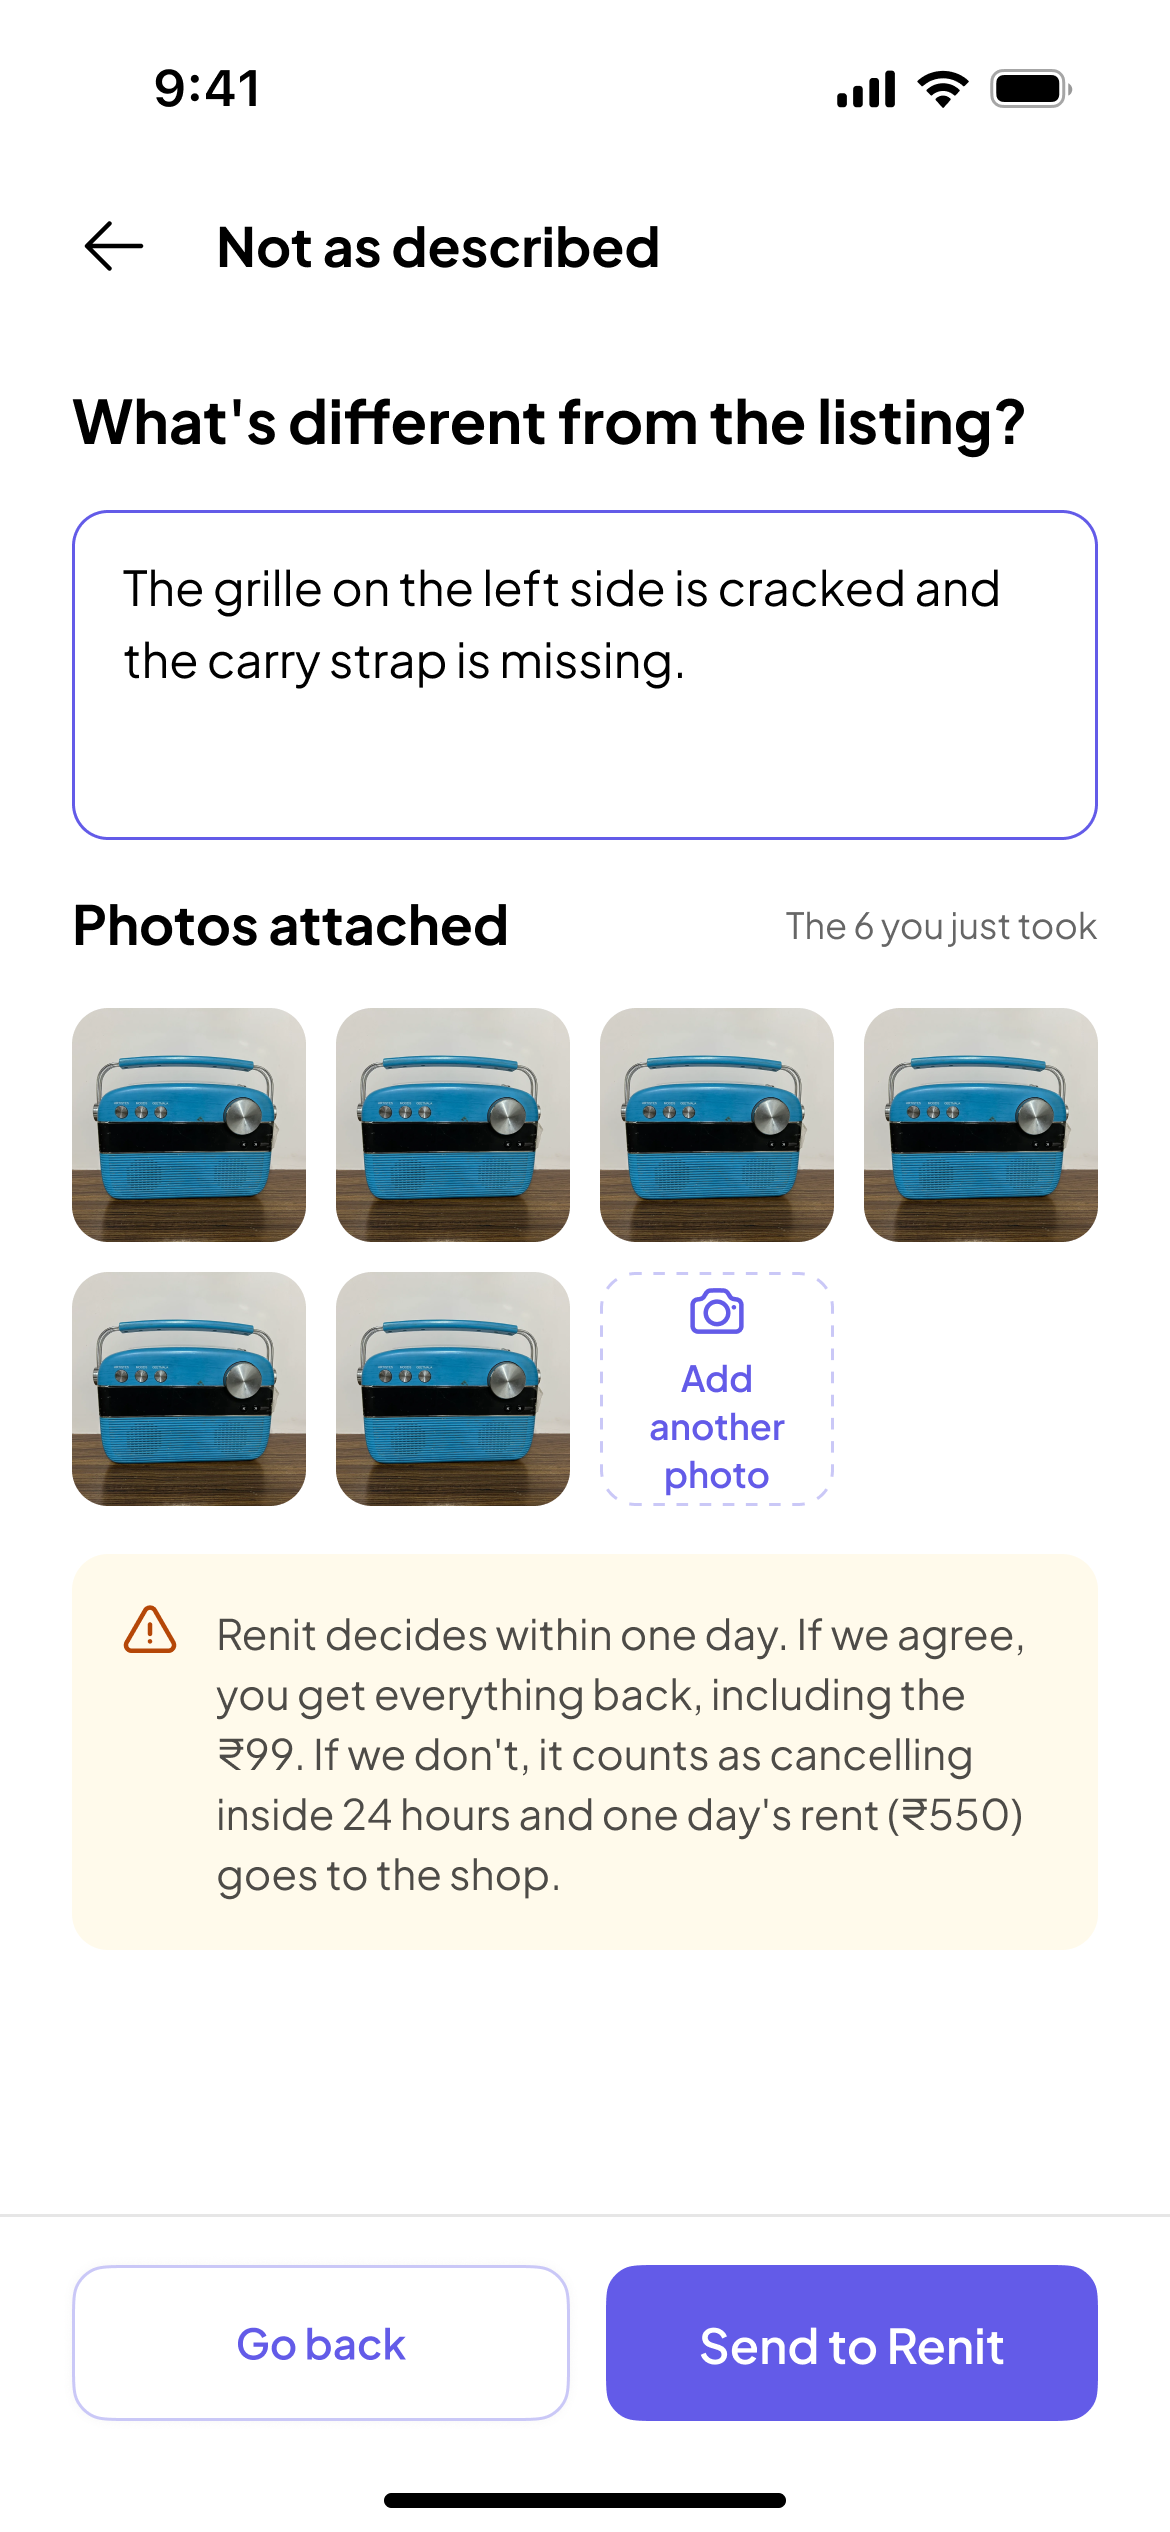 9:41
Not as described
What's different from the listing?
The grille on the left side is cracked and
the carry strap is missing.
Photos attached
The 6 you just took
Add
another
photo
Renit decides within one day. If we agree,
you get everything back, including the
₹99. If we don't, it counts as cancelling
inside 24 hours and one day's rent (₹550)
goes to the shop.
Go back
Send to Renit